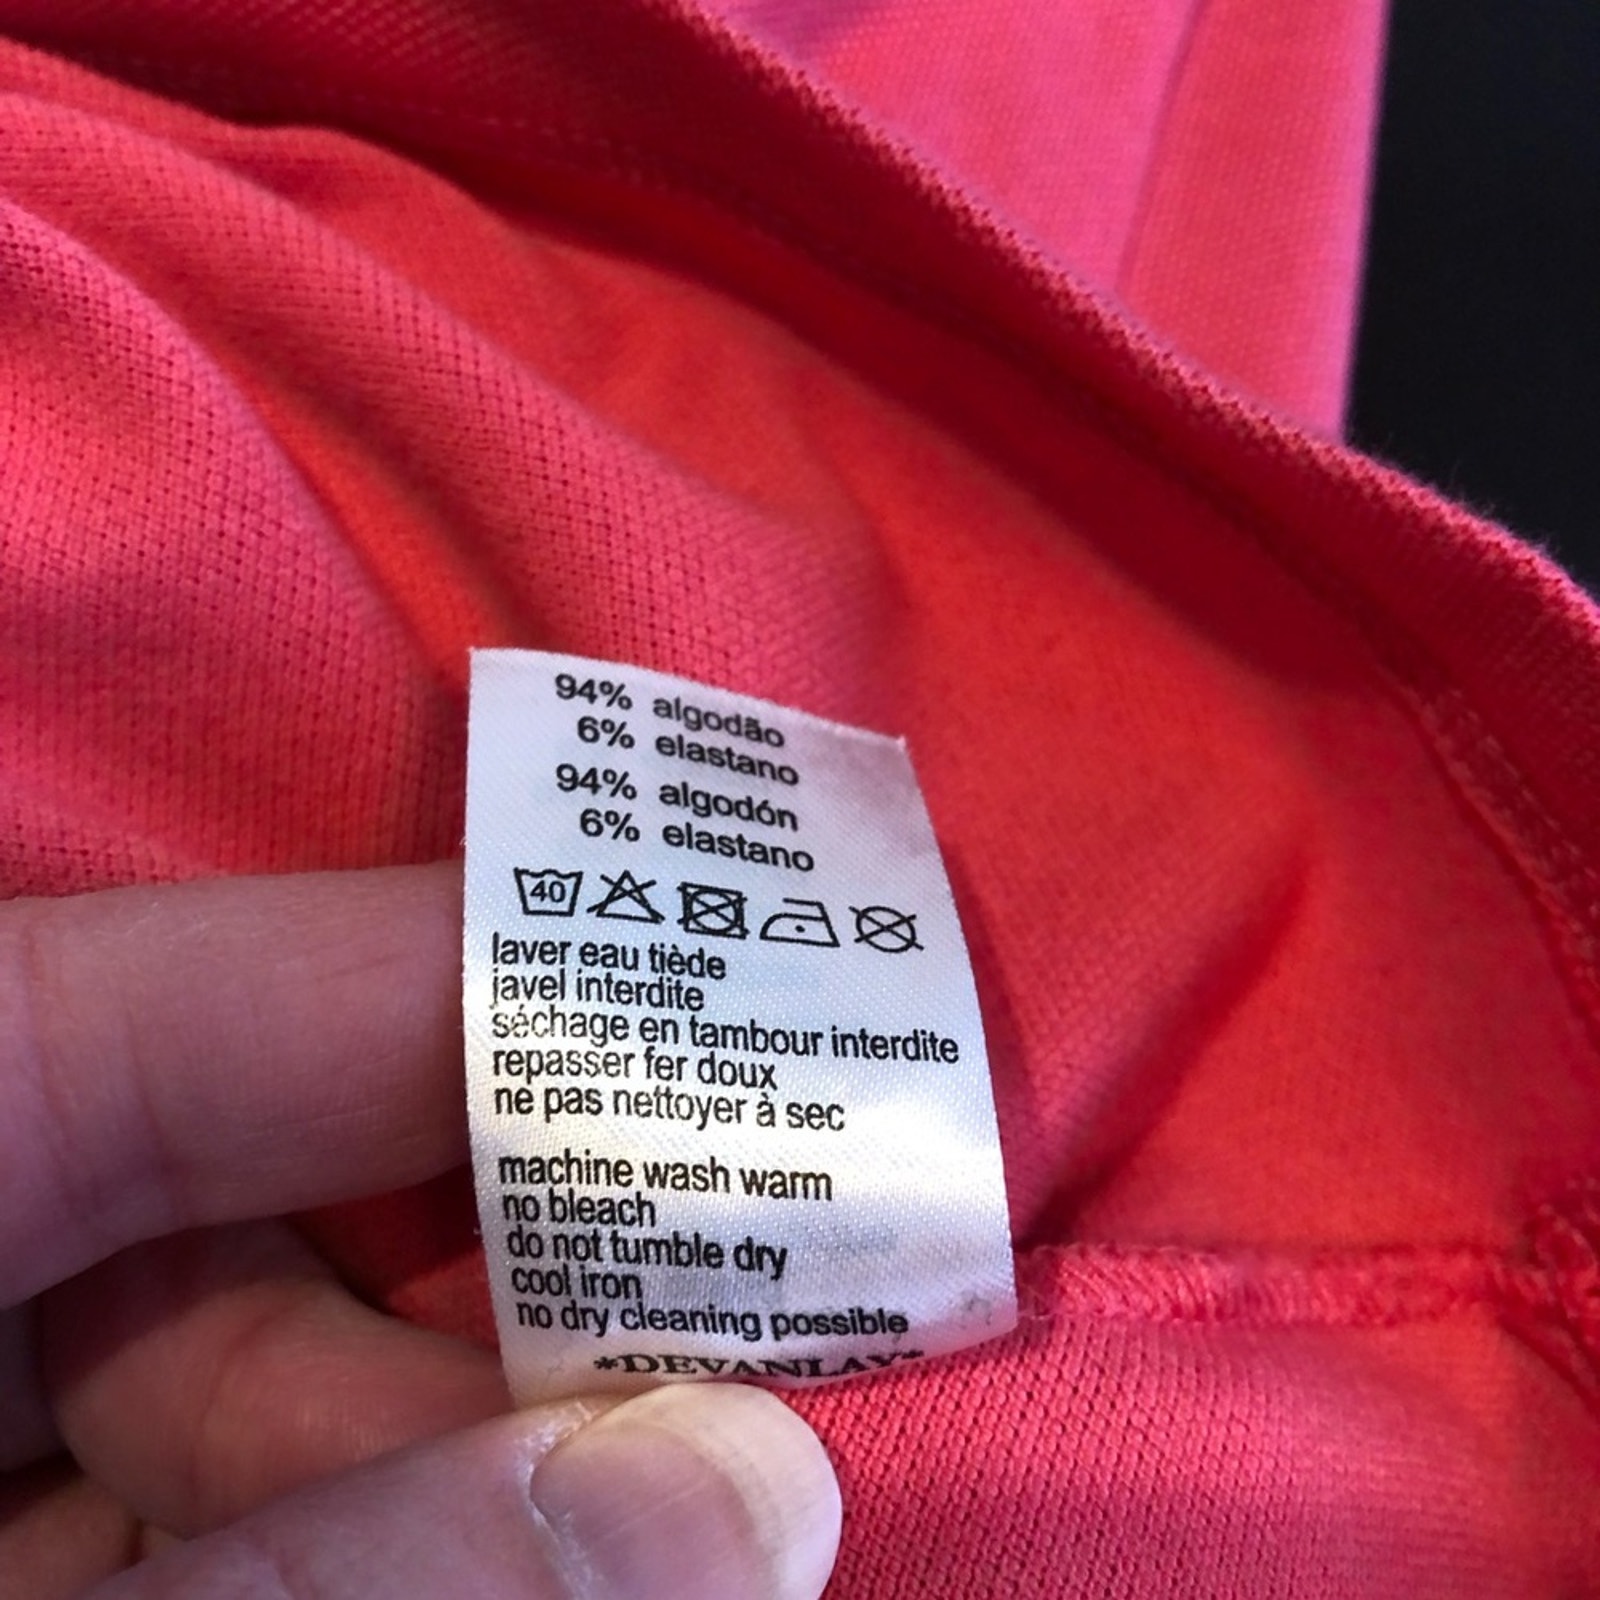 94% algodão
6% elastano
94% algodón
6% elastano
40
laver eau tiède
javel interdite
séchage en tambour interdite
repasser fer doux
ne pas nettoyer à sec
machine wash warm
no bleach
do not tumble dry
cool iron
no dry cleaning possible
*DEVANLAY*